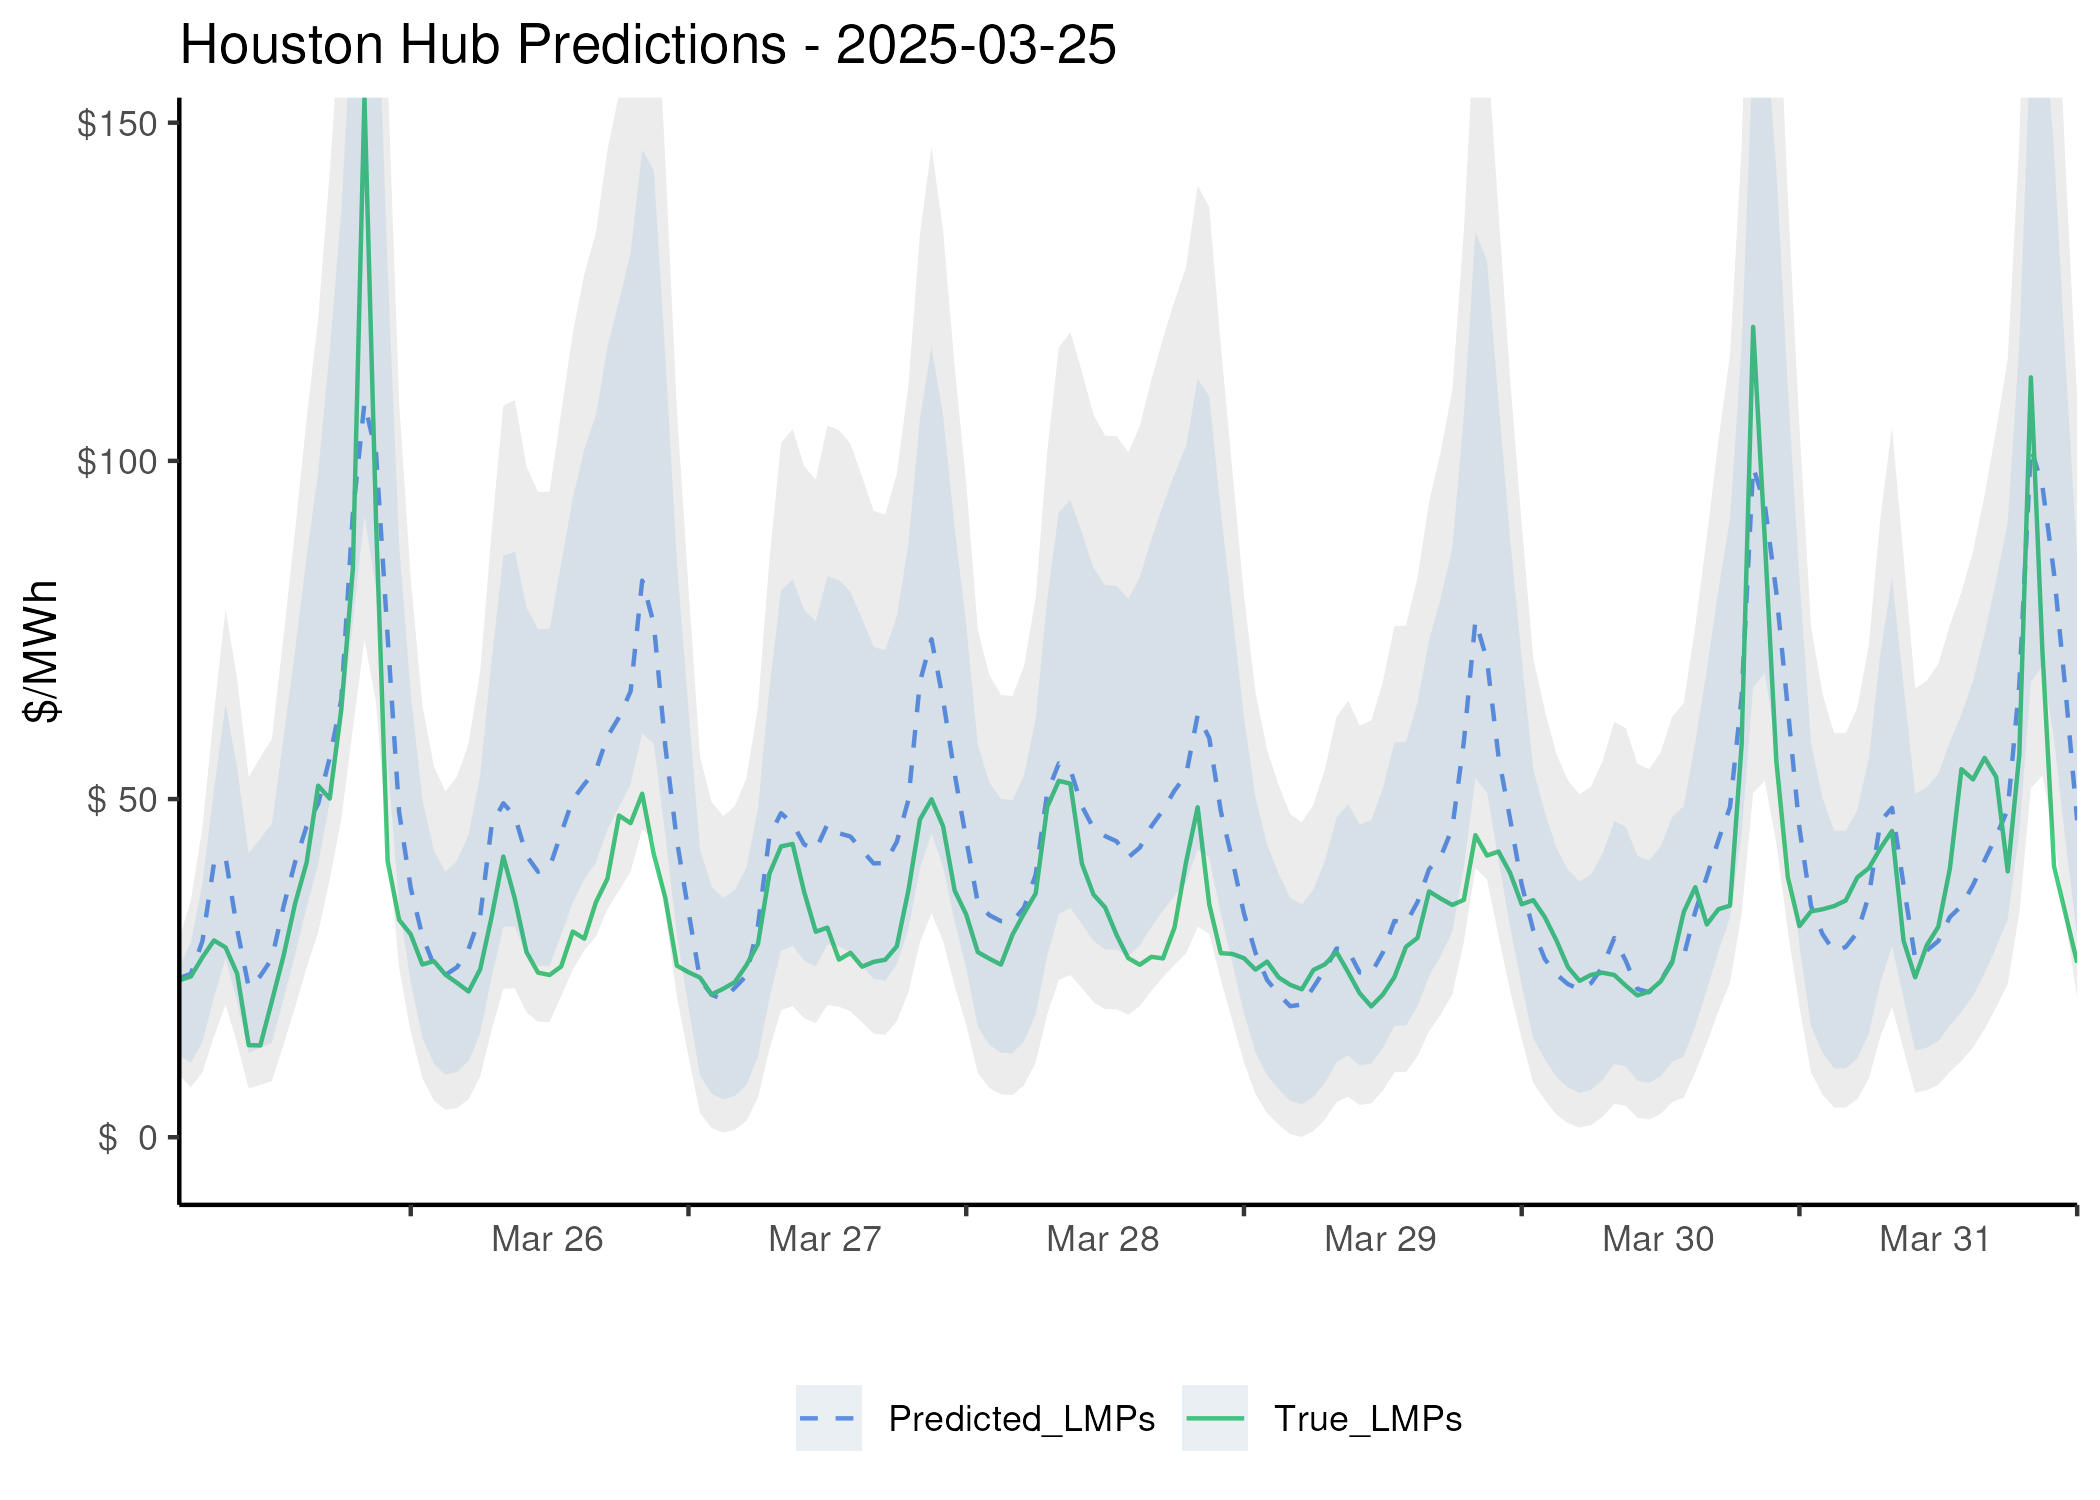 Houston Hub Predictions - 2025-03-25
$150
$100
$ 50
$  0
$/MWh
Mar 26
Mar 27
Mar 28
Mar 29
Mar 30
Mar 31
Predicted_LMPs
True_LMPs